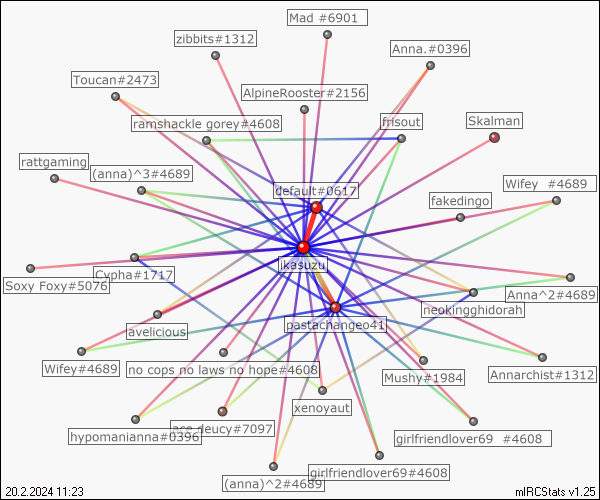 Mad #6901
zibbits#1312
Anna.#0396
Toucan#2473
AlpineRooster#2156
ramshackle gorey#4608
frisout
Skalman
rattgaming
(anna)^3#4689
default#0617
Wifey #4689
fakedingo
jkasuzu
Soxy Foxy#5076
Cypha#1717
Anna^2#4689
neokingghidorah
avelicious
pastachangeo41
Wifey#4689
no cops no laws no hope#4608
Mushy#1984
Annarchist#1312
xenoyaut
hypomanianna#0396
ace deucy#7097
girlfriendlover69 #4608
(anna)^2#4689
girlfriendlover69#4608
20.2.2024 11:23
mIRCStats v1.25